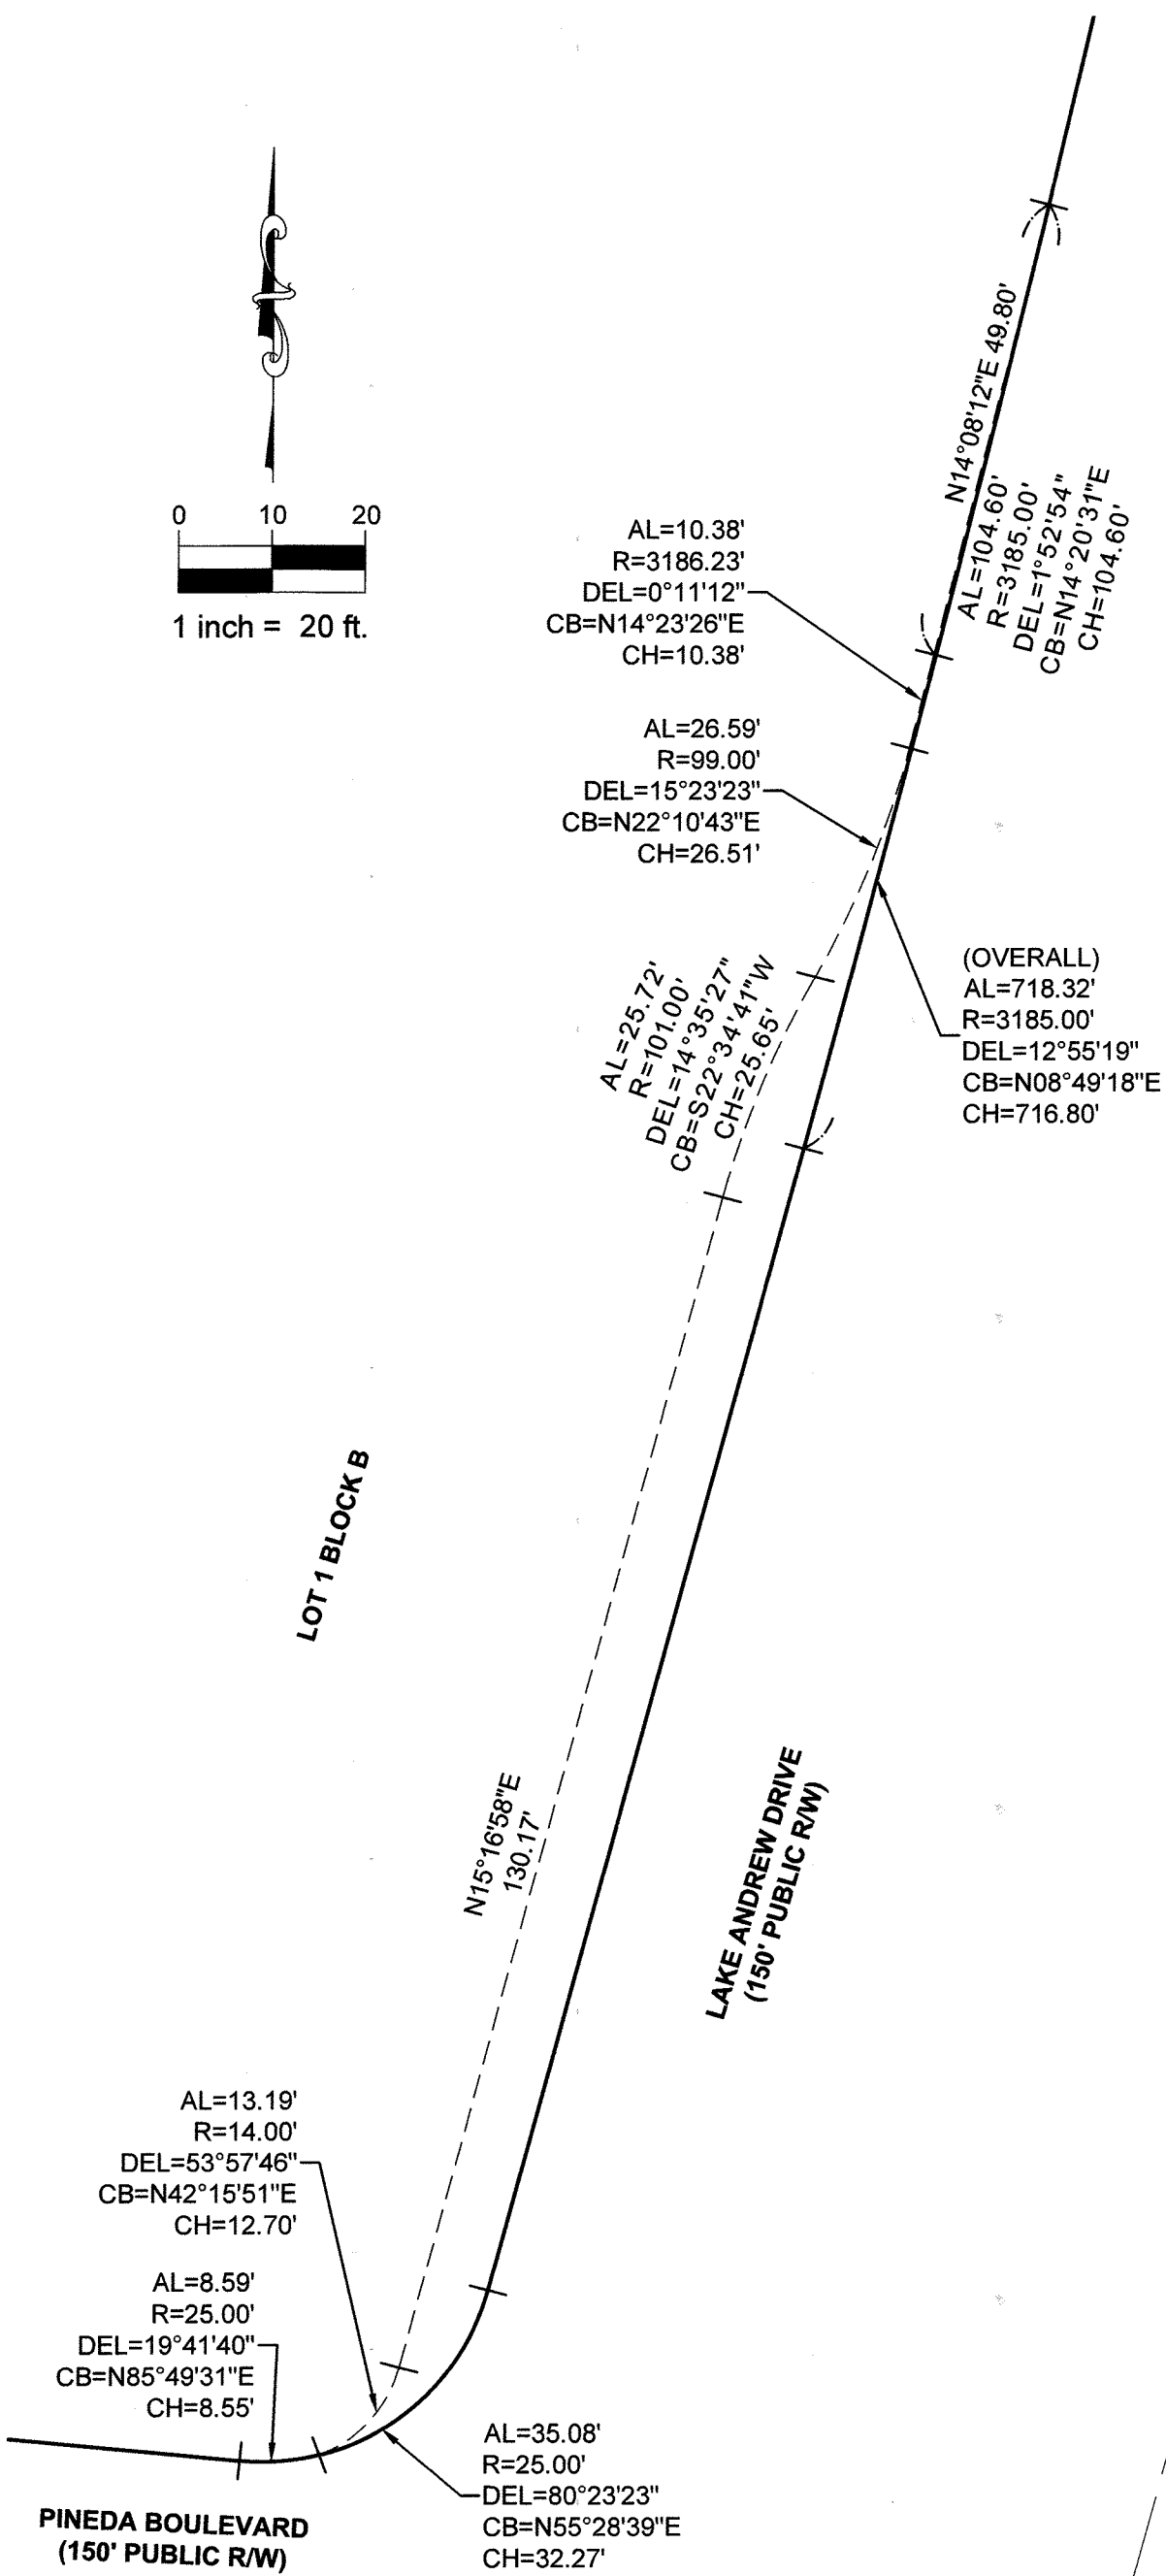 0 10 20
1 inch = 20 ft.
N14°08'12"E 49.80'
AL=104.60'
R=3185.00'
DEL=1°52'54"
CB=N14°20'31"E
CH=104.60'
AL=10.38'
R=3186.23'
DEL=0°11'12"
CB=N14°23'26"E
CH=10.38'
AL=26.59'
R=99.00'
DEL=15°23'23"
CB=N22°10'43"E
CH=26.51'
(OVERALL)
AL=718.32'
R=3185.00'
DEL=12°55'19"
CB=N08°49'18"E
CH=716.80'
AL=25.72'
R=101.00'
DEL=14°35'27"
CB=S22°34'41"W
CH=25.65'
LOT 1 BLOCK B
N15°16'58"E
130.17'
LAKE ANDREW DRIVE
(150' PUBLIC R/W)
AL=13.19'
R=14.00'
DEL=53°57'46"
CB=N42°15'51"E
CH=12.70'
AL=8.59'
R=25.00'
DEL=19°41'40"
CB=N85°49'31"E
CH=8.55'
AL=35.08'
R=25.00'
DEL=80°23'23"
CB=N55°28'39"E
CH=32.27'
PINEDA BOULEVARD
(150' PUBLIC R/W)